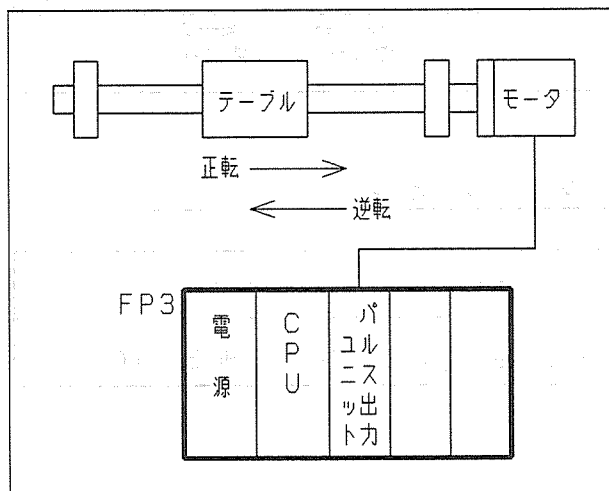 テーブル
モータ
正転
逆転
FP3
電源
CPU
パルス出力
ユニット